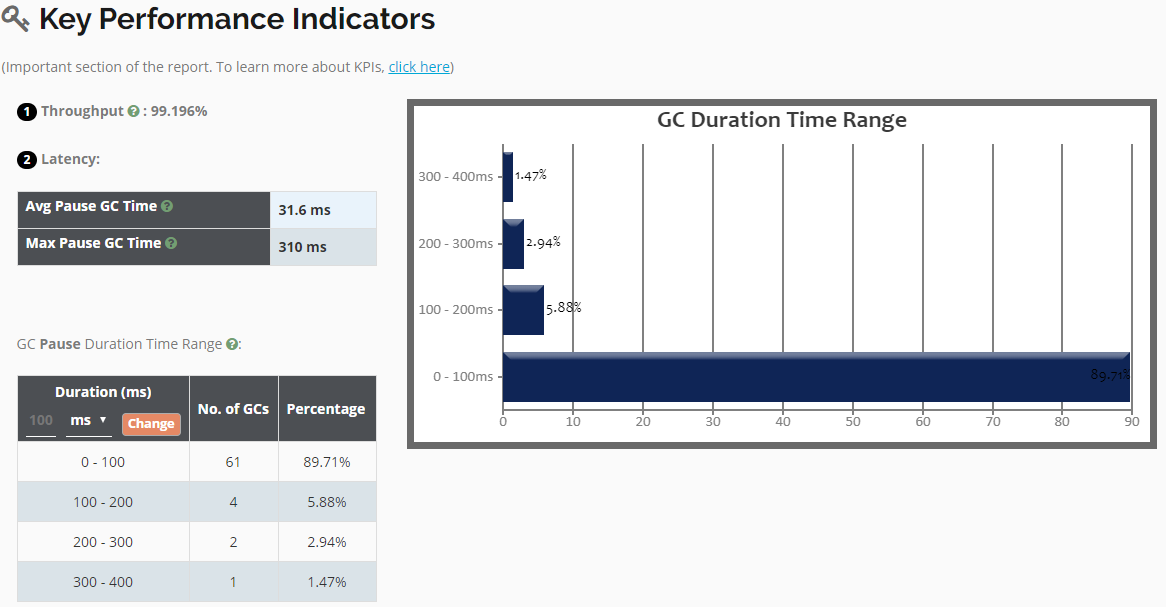 Key Performance Indicators
(Important section of the report. To learn more about KPIs, click here)
1 Throughput ? : 99.196%
2 Latency:
Avg Pause GC Time ? 31.6 ms
Max Pause GC Time ? 310 ms
GC Pause Duration Time Range ?:
Duration (ms) No. of GCs Percentage
100 ms ▼ Change
0 - 100 61 89.71%
100 - 200 4 5.88%
200 - 300 2 2.94%
300 - 400 1 1.47%
GC Duration Time Range
300 - 400ms 1.47%
200 - 300ms 2.94%
100 - 200ms 5.88%
0 - 100ms 89.71%
0 10 20 30 40 50 60 70 80 90